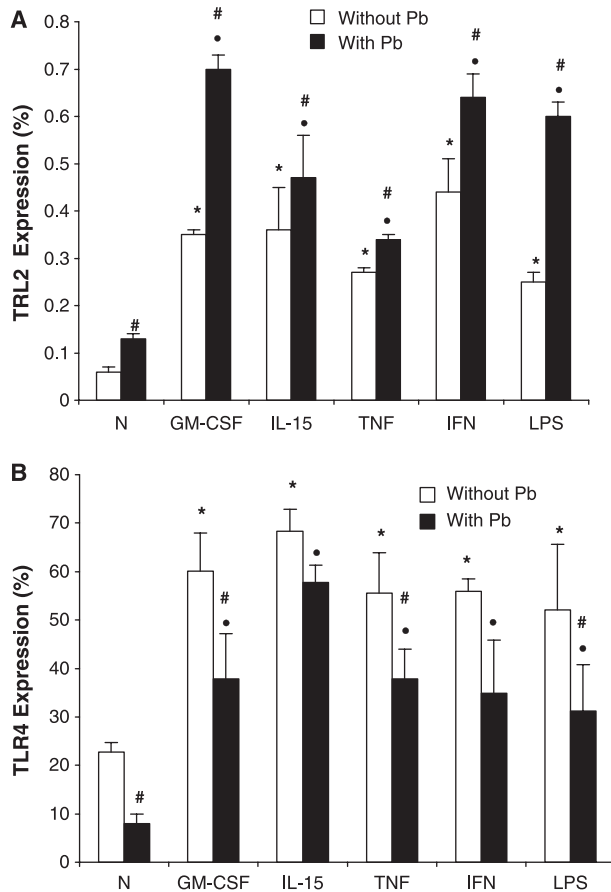 A
Without Pb
With Pb
TRL2 Expression (%)
0.8
0.7
0.6
0.5
0.4
0.3
0.2
0.1
0
* # • # * • # * • # * • # * • #
N GM-CSF IL-15 TNF IFN LPS
B
Without Pb
With Pb
TLR4 Expression (%)
80
70
60
50
40
30
20
10
0
# * • # * • * • # * • * • #
N GM-CSF IL-15 TNF IFN LPS